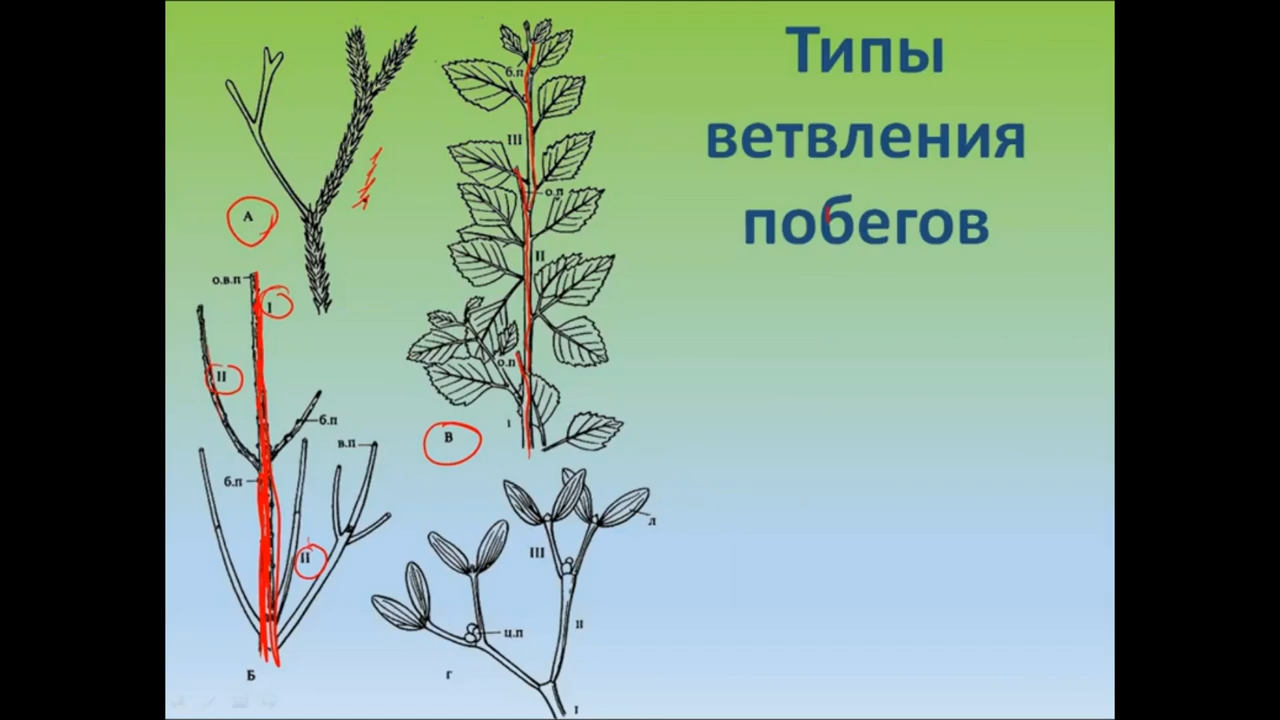 Типы
ветвления
побегов
А
о.в.п
I
II
б.п
в.п
б.п
II
Б
б.п
III
о.п
II
о.п
I
В
л
III
II
ц.п
г
I